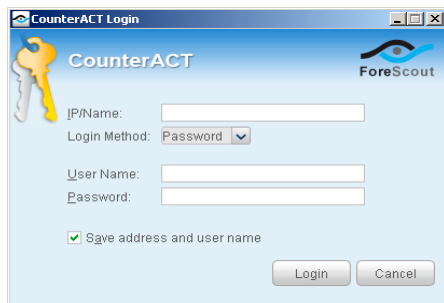 CounterACT Login
CounterACT
ForeScout
IP/Name:
Login Method: Password
User Name:
Password:
Save address and user name
Login Cancel